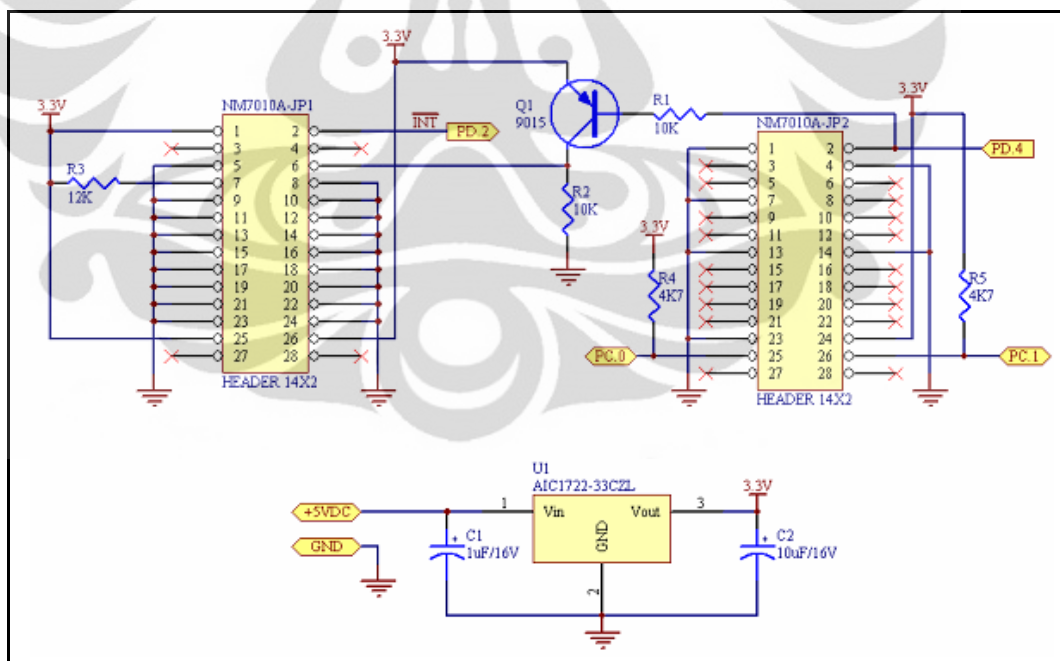 3.3V
3.3V
NM7010A-JP1
Q1
9015
R1
10K
3.3V
NM7010A-JP2
INT
PD.2
PD.4
1 2
3 4
5 6
7 8
9 10
11 12
13 14
15 16
17 18
19 20
21 22
23 24
25 26
27 28
HEADER 14X2
R3
12K
R2
10K
3.3V
R4
4K7
PC.0
1 2
3 4
5 6
7 8
9 10
11 12
13 14
15 16
17 18
19 20
21 22
23 24
25 26
27 28
HEADER 14X2
R5
4K7
PC.1
U1
AIC1722-33CZL
+5VDC
GND
C1
+
1uF/16V
1
Vin
Vout
GND
2
3
3.3V
C2
+
10uF/16V